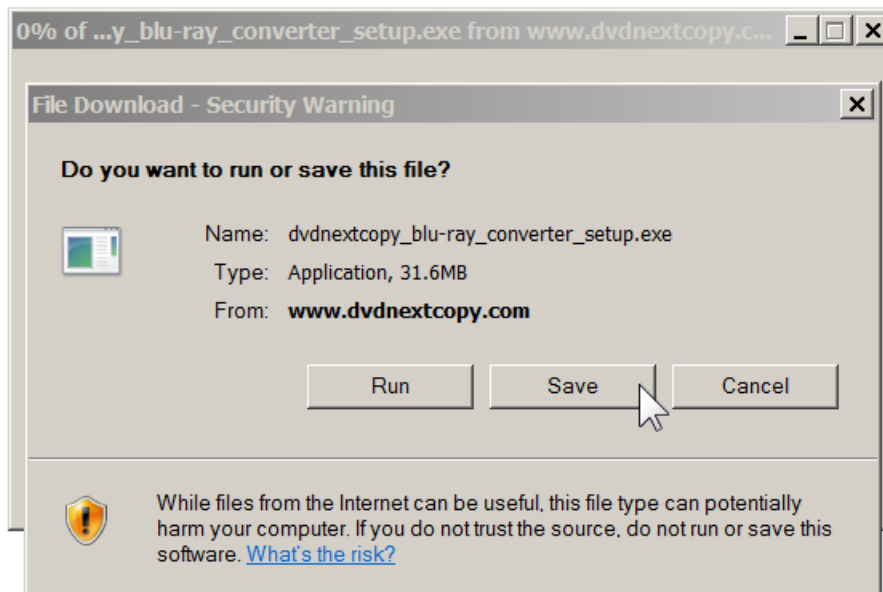 0% of ...y_blu-ray_converter_setup.exe from www.dvdnextcopy.c...
File Download - Security Warning
Do you want to run or save this file?
Name: dvdnextcopy_blu-ray_converter_setup.exe
Type: Application, 31.6MB
From: www.dvdnextcopy.com
Run Save Cancel
While files from the Internet can be useful, this file type can potentially
harm your computer. If you do not trust the source, do not run or save this
software. What's the risk?